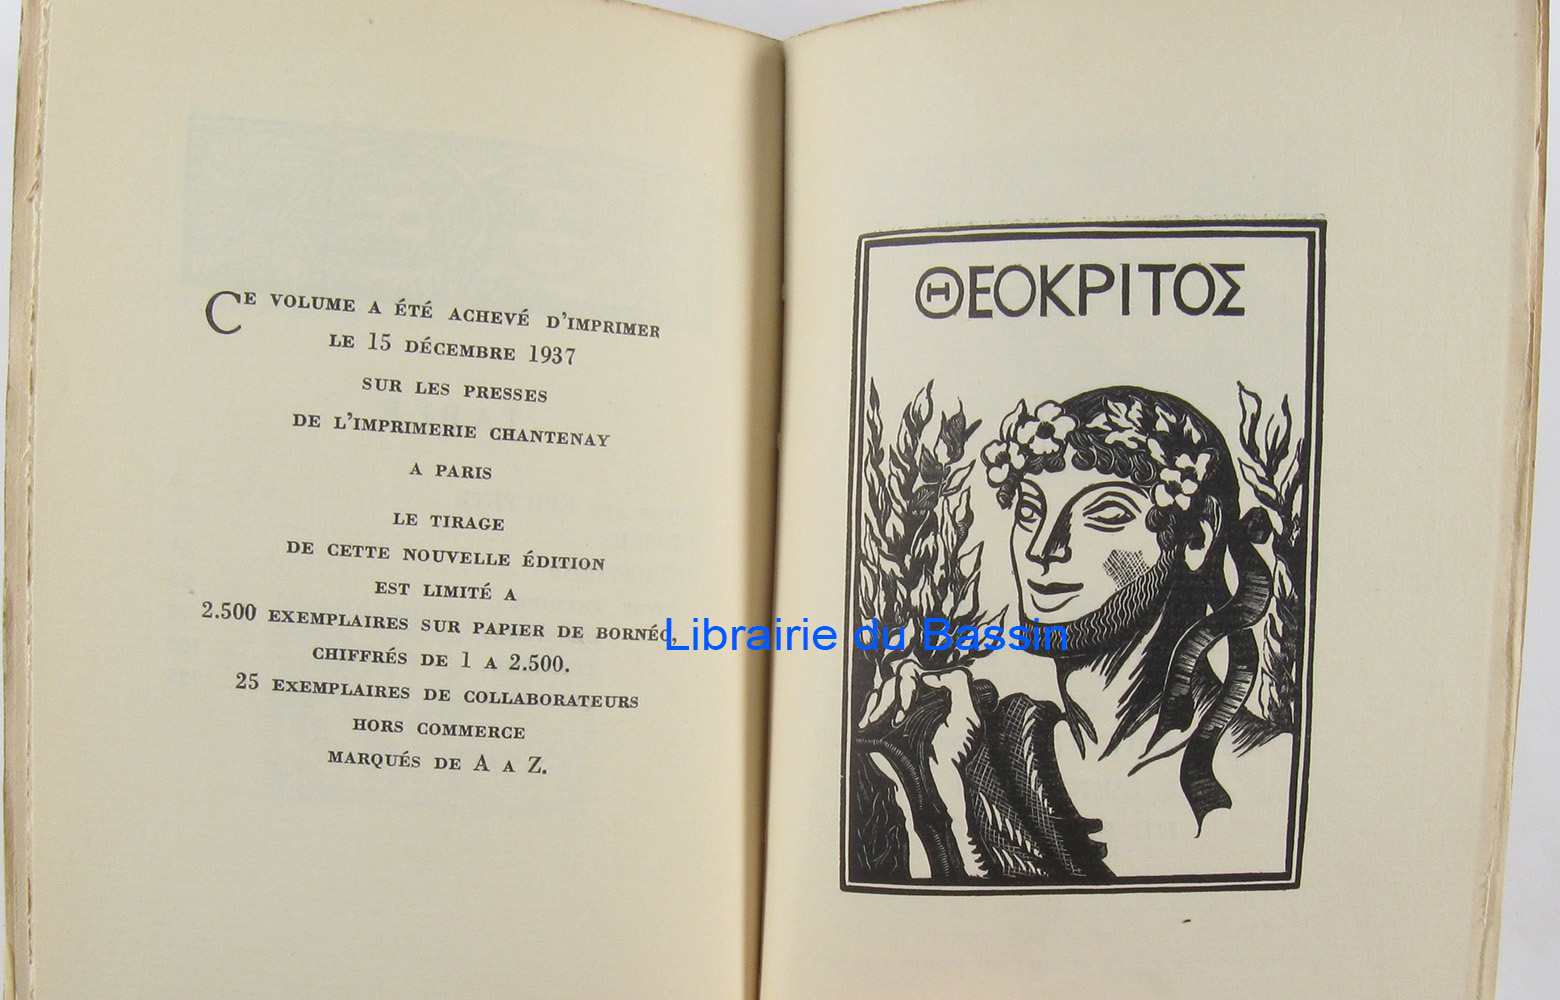 CE VOLUME A ÉTÉ ACHEVÉ D'IMPRIMER
LE 15 DÉCEMBRE 1937
SUR LES PRESSES
DE L'IMPRIMERIE CHANTENAY
A PARIS
LE TIRAGE
DE CETTE NOUVELLE ÉDITION
EST LIMITÉ A
2.500 EXEMPLAIRES SUR PAPIER DE BORNÉO,
CHIFFRÉS DE 1 A 2.500.
25 EXEMPLAIRES DE COLLABORATEURS
HORS COMMERCE
MARQUÉS DE A A Z.
ΘΕΟΚΡΙΤΟΣ
Librairie du Bassin